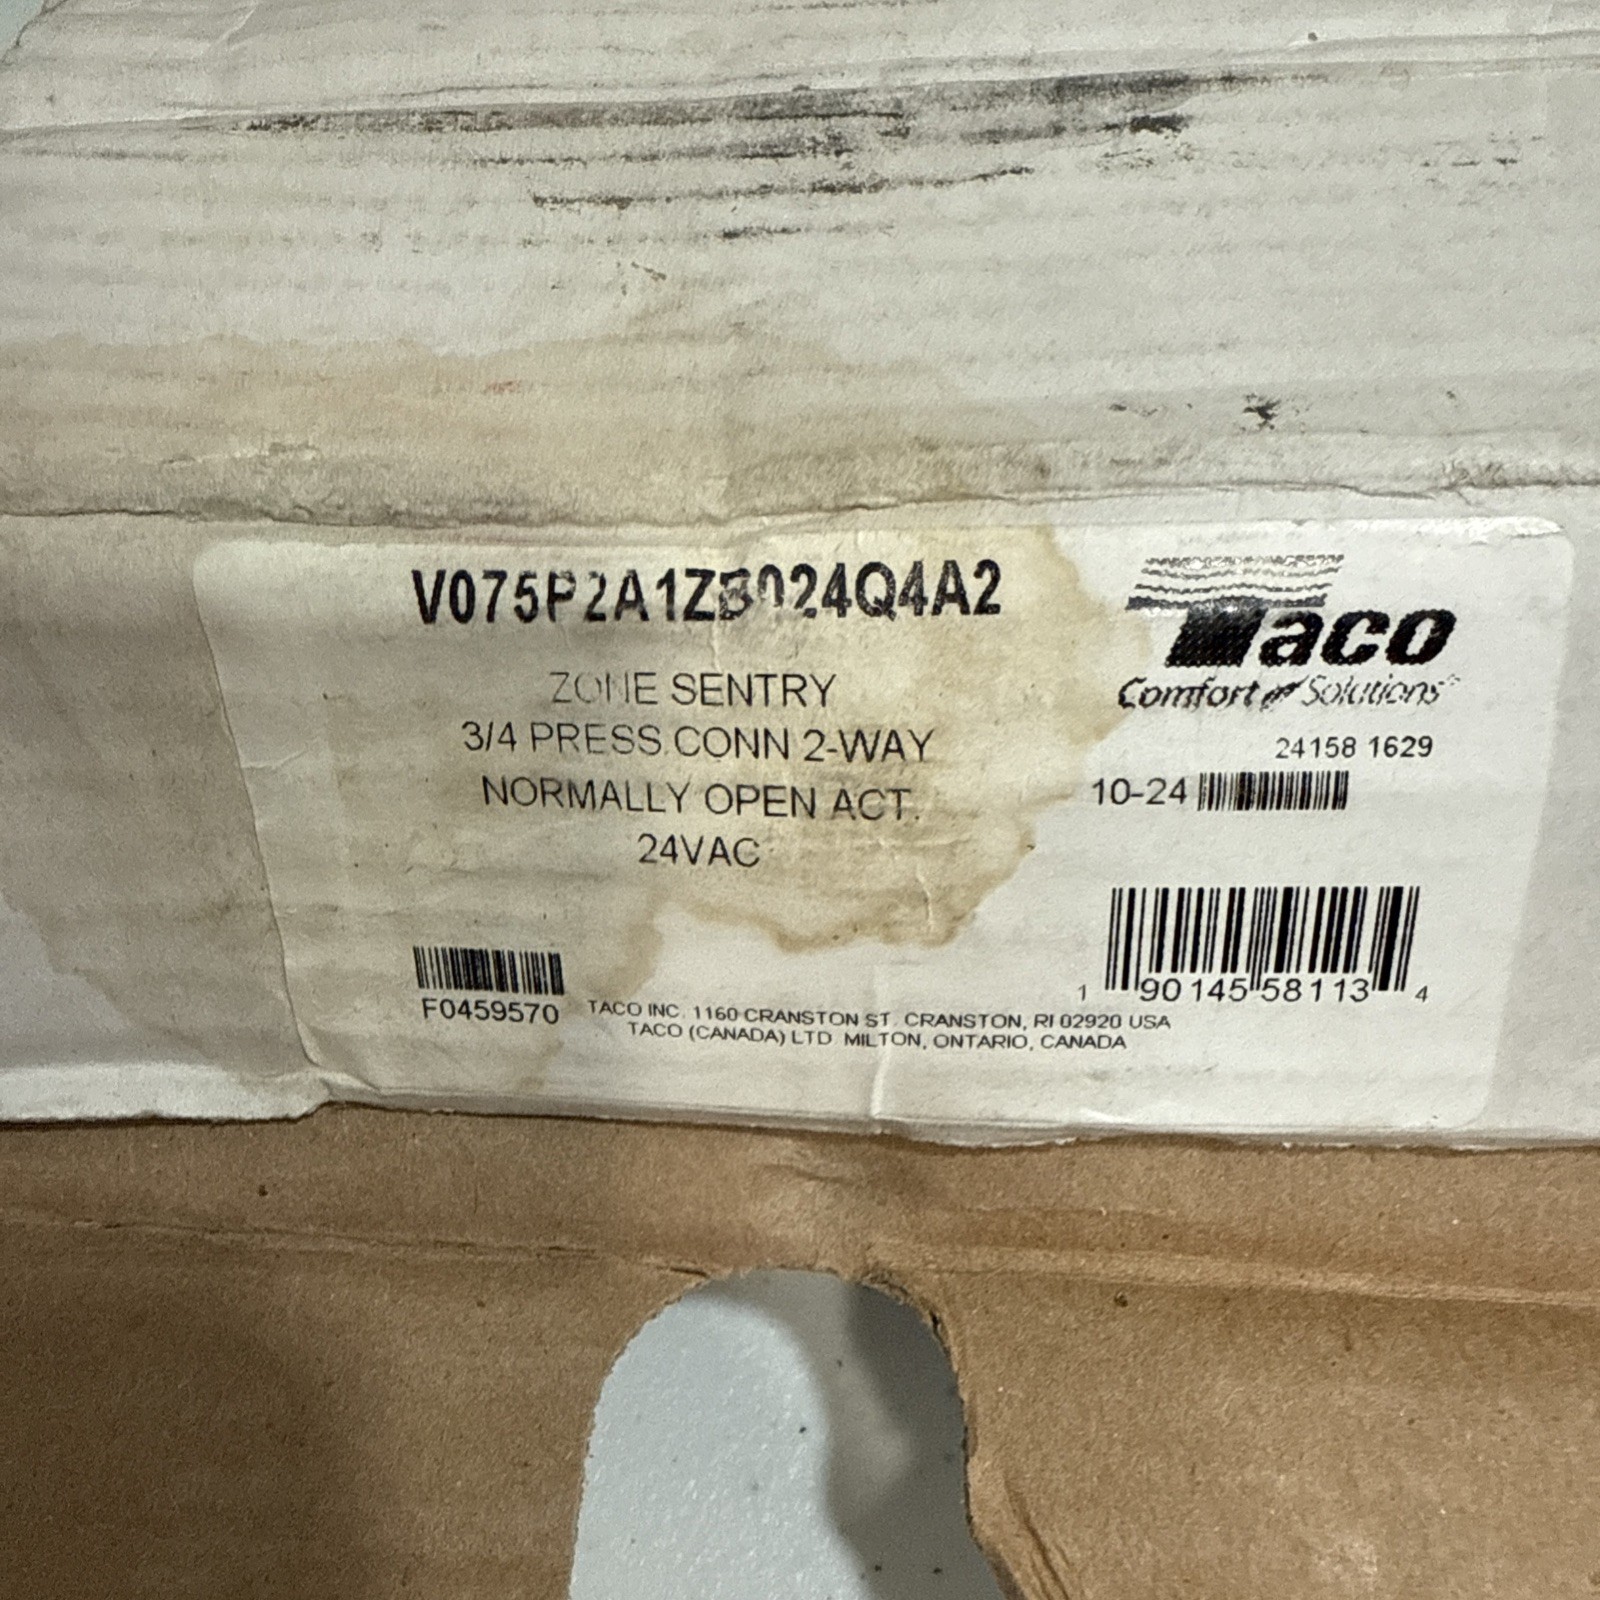 V075P2A1ZB024Q4A2
Taco
Comfort Solutions®
ZONE SENTRY
3/4 PRESS CONN 2-WAY
NORMALLY OPEN ACT.
24VAC
24158 1629
10-24
F0459570
1 90145 58113 4
TACO INC. 1160 CRANSTON ST. CRANSTON, RI 02920 USA
TACO (CANADA) LTD. MILTON, ONTARIO, CANADA